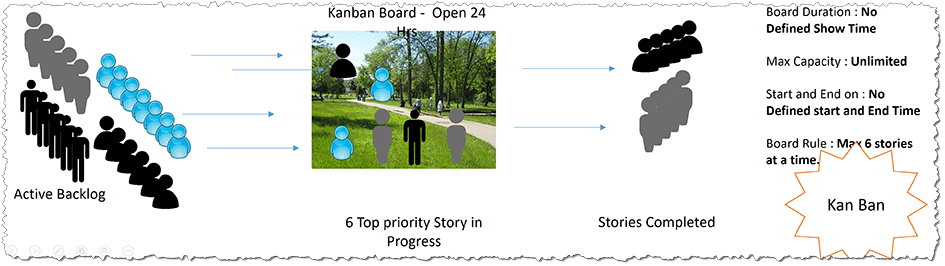 Kanban Board - Open 24
Hrs
Active Backlog
6 Top priority Story in
Progress
Stories Completed
Board Duration : No
Defined Show Time
Max Capacity : Unlimited
Start and End on : No
Defined start and End Time
Board Rule : Max 6 stories
at a time.
Kan Ban